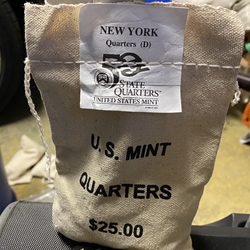 NEW YORK
Quarters (D)
50
STATE
QUARTERS
UNITED STATES MINT
U.S. MINT
QUARTERS
$25.00